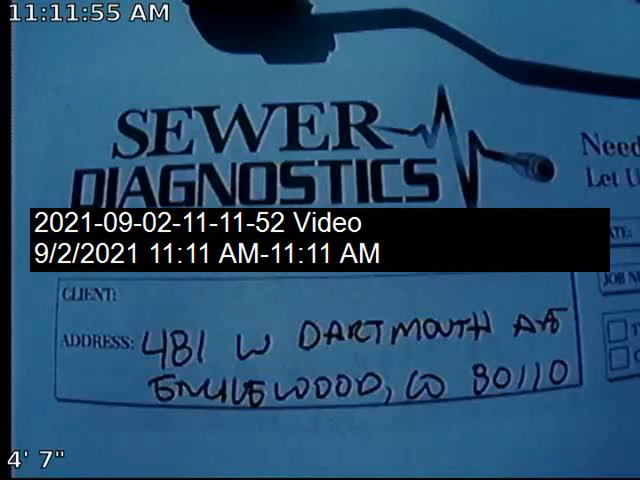 11:11:55 AM
SEWER
DIAGNOSTICS
Need
Let U
2021-09-02-11-11-52 Video
9/2/2021 11:11 AM-11:11 AM
CLIENT:
JOB N
ADDRESS: 481 W DARTMOUTH AVE
ENGLEWOOD, CO 80110
4' 7"